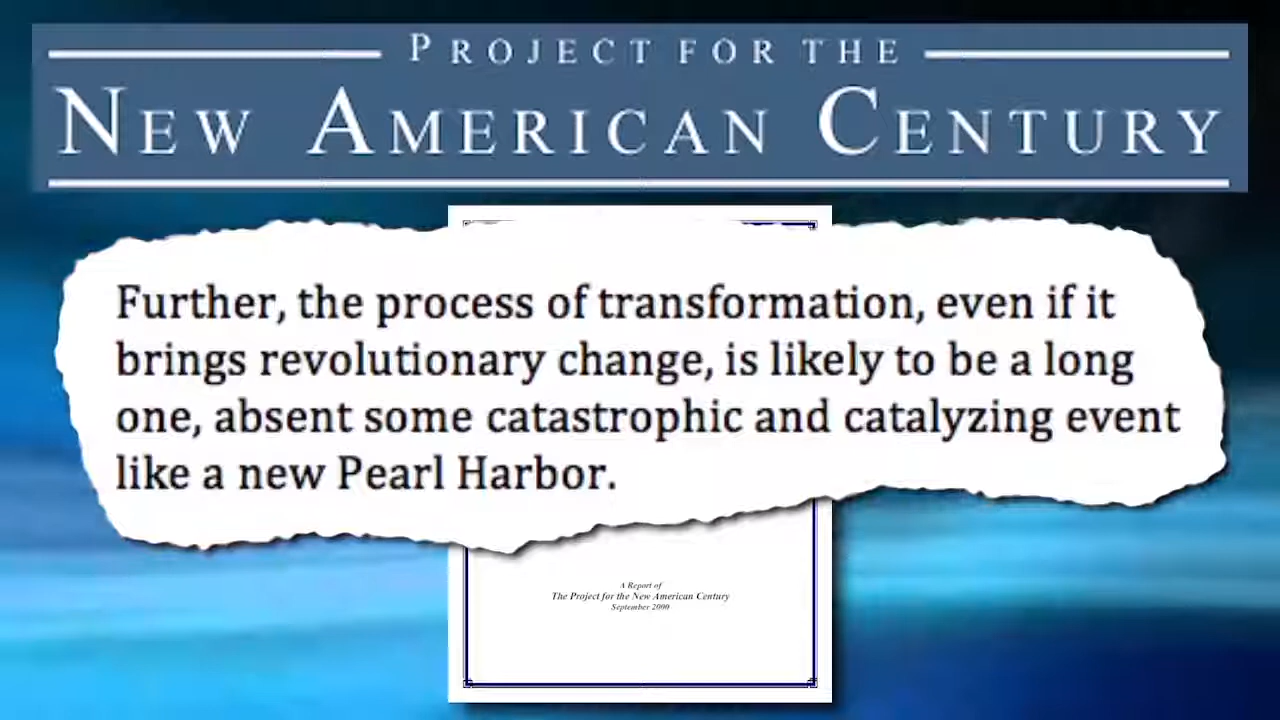 PROJECT FOR THE
NEW AMERICAN CENTURY
Further, the process of transformation, even if it
brings revolutionary change, is likely to be a long
one, absent some catastrophic and catalyzing event
like a new Pearl Harbor.
A Report of
The Project for the New American Century
September 2000